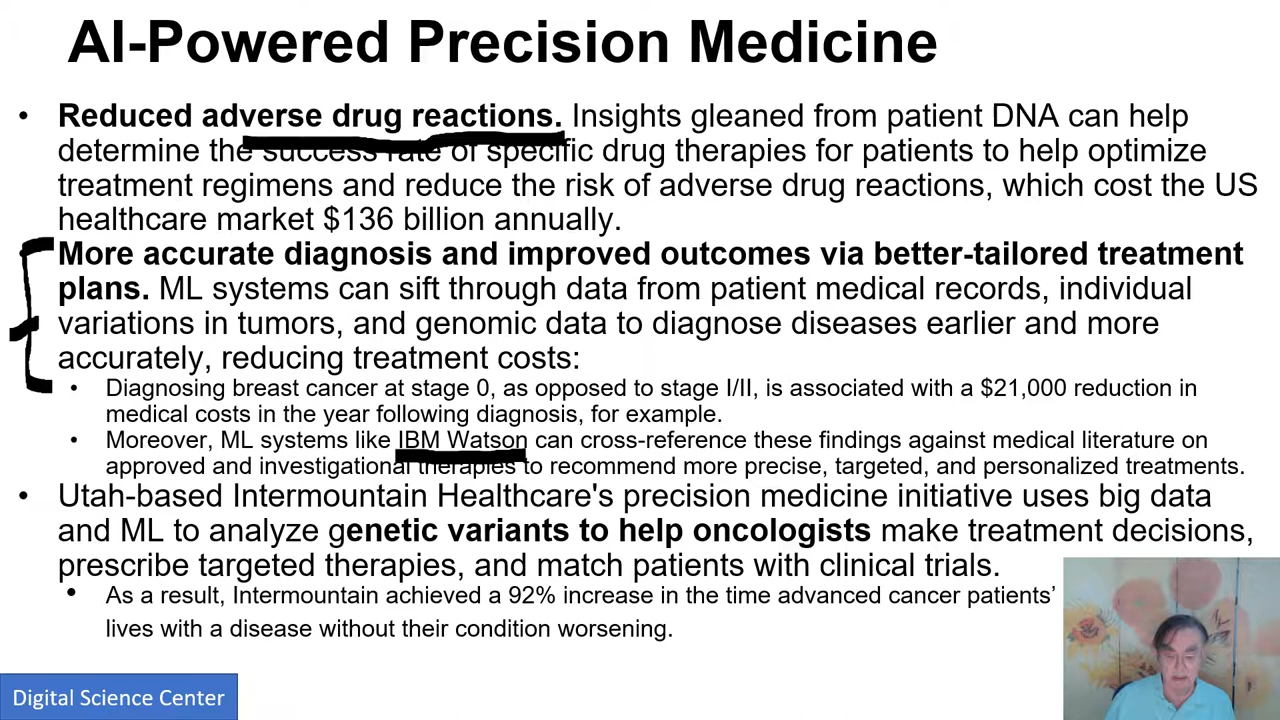 AI-Powered Precision Medicine
• Reduced adverse drug reactions. Insights gleaned from patient DNA can help
determine the success rate of specific drug therapies for patients to help optimize
treatment regimens and reduce the risk of adverse drug reactions, which cost the US
healthcare market $136 billion annually.
More accurate diagnosis and improved outcomes via better-tailored treatment
plans. ML systems can sift through data from patient medical records, individual
variations in tumors, and genomic data to diagnose diseases earlier and more
accurately, reducing treatment costs:
• Diagnosing breast cancer at stage 0, as opposed to stage I/II, is associated with a $21,000 reduction in
medical costs in the year following diagnosis, for example.
• Moreover, ML systems like IBM Watson can cross-reference these findings against medical literature on
approved and investigational therapies to recommend more precise, targeted, and personalized treatments.
• Utah-based Intermountain Healthcare's precision medicine initiative uses big data
and ML to analyze genetic variants to help oncologists make treatment decisions,
prescribe targeted therapies, and match patients with clinical trials.
• As a result, Intermountain achieved a 92% increase in the time advanced cancer patients’
lives with a disease without their condition worsening.
Digital Science Center